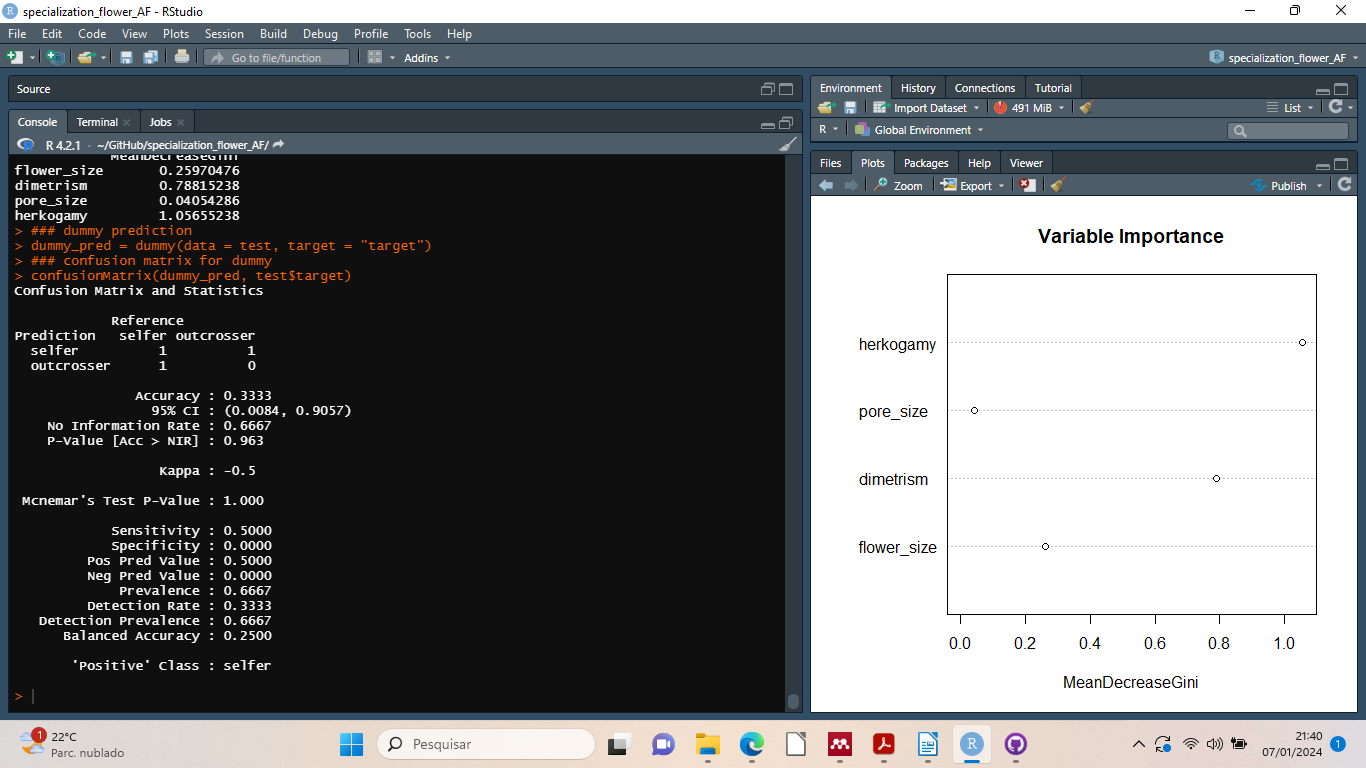 specialization_flower_AF - RStudio
File Edit Code View Plots Session Build Debug Profile Tools Help
Go to file/function Addins specialization_flower_AF
Source
Console Terminal Jobs
R 4.2.1 · ~/GitHub/specialization_flower_AF/
MeanDecreaseGini
flower_size 0.25970476
dimetrism 0.78815238
pore_size 0.04054286
herkogamy 1.05655238
> ### dummy prediction
> dummy_pred = dummy(data = test, target = "target")
> ### confusion matrix for dummy
> confusionMatrix(dummy_pred, test$target)
Confusion Matrix and Statistics
Reference
Prediction selfer outcrosser
selfer 1 1
outcrosser 1 0
Accuracy : 0.3333
95% CI : (0.0084, 0.9057)
No Information Rate : 0.6667
P-Value [Acc > NIR] : 0.963
Kappa : -0.5
Mcnemar's Test P-Value : 1.000
Sensitivity : 0.5000
Specificity : 0.0000
Pos Pred Value : 0.5000
Neg Pred Value : 0.0000
Prevalence : 0.6667
Detection Rate : 0.3333
Detection Prevalence : 0.6667
Balanced Accuracy : 0.2500
'Positive' Class : selfer
>
Environment History Connections Tutorial
Import Dataset 491 MiB List
R Global Environment
Files Plots Packages Help Viewer
Zoom Export Publish
Variable Importance
herkogamy
pore_size
dimetrism
flower_size
0.0 0.2 0.4 0.6 0.8 1.0
MeanDecreaseGini
1
22°C
Parc. nublado
Pesquisar
R
21:40
07/01/2024
1